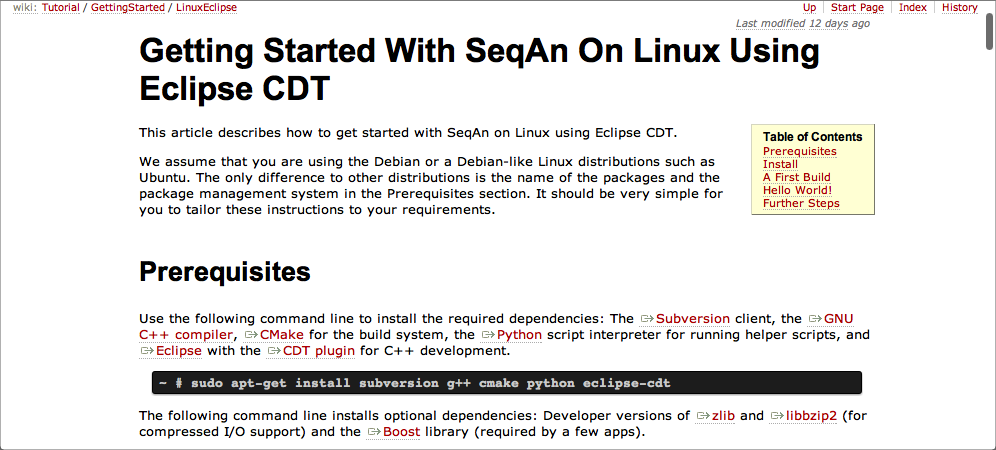 wiki: Tutorial / GettingStarted / LinuxEclipse
Up Start Page Index History
Last modified 12 days ago
Getting Started With SeqAn On Linux Using
Eclipse CDT
This article describes how to get started with SeqAn on Linux using Eclipse CDT.
We assume that you are using the Debian or a Debian-like Linux distributions such as
Ubuntu. The only difference to other distributions is the name of the packages and the
package management system in the Prerequisites section. It should be very simple for
you to tailor these instructions to your requirements.
Table of Contents
Prerequisites
Install
A First Build
Hello World!
Further Steps
Prerequisites
Use the following command line to install the required dependencies: The Subversion client, the GNU
C++ compiler, CMake for the build system, the Python script interpreter for running helper scripts, and
Eclipse with the CDT plugin for C++ development.
~ # sudo apt-get install subversion g++ cmake python eclipse-cdt
The following command line installs optional dependencies: Developer versions of zlib and libbzip2 (for
compressed I/O support) and the Boost library (required by a few apps).